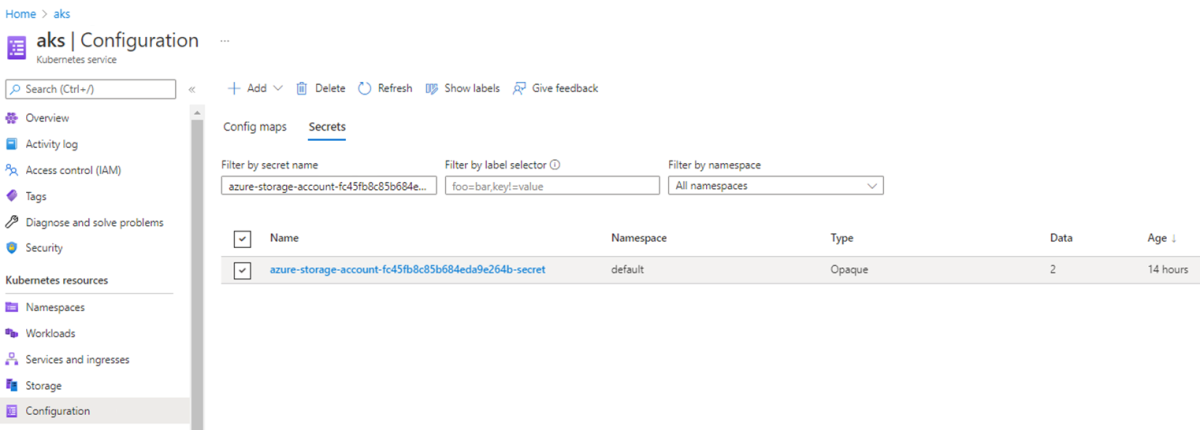 Home > aks
aks | Configuration ...
Kubernetes service
Search (Ctrl+/) «
Overview
Activity log
Access control (IAM)
Tags
Diagnose and solve problems
Security
Kubernetes resources
Namespaces
Workloads
Services and ingresses
Storage
Configuration
Add Delete Refresh Show labels Give feedback
Config maps Secrets
Filter by secret name Filter by label selector Filter by namespace
azure-storage-account-fc45fb8c85b684e... foo=bar,key!=value All namespaces
Name Namespace Type Data Age ↓
azure-storage-account-fc45fb8c85b684eda9e264b-secret default Opaque 2 14 hours